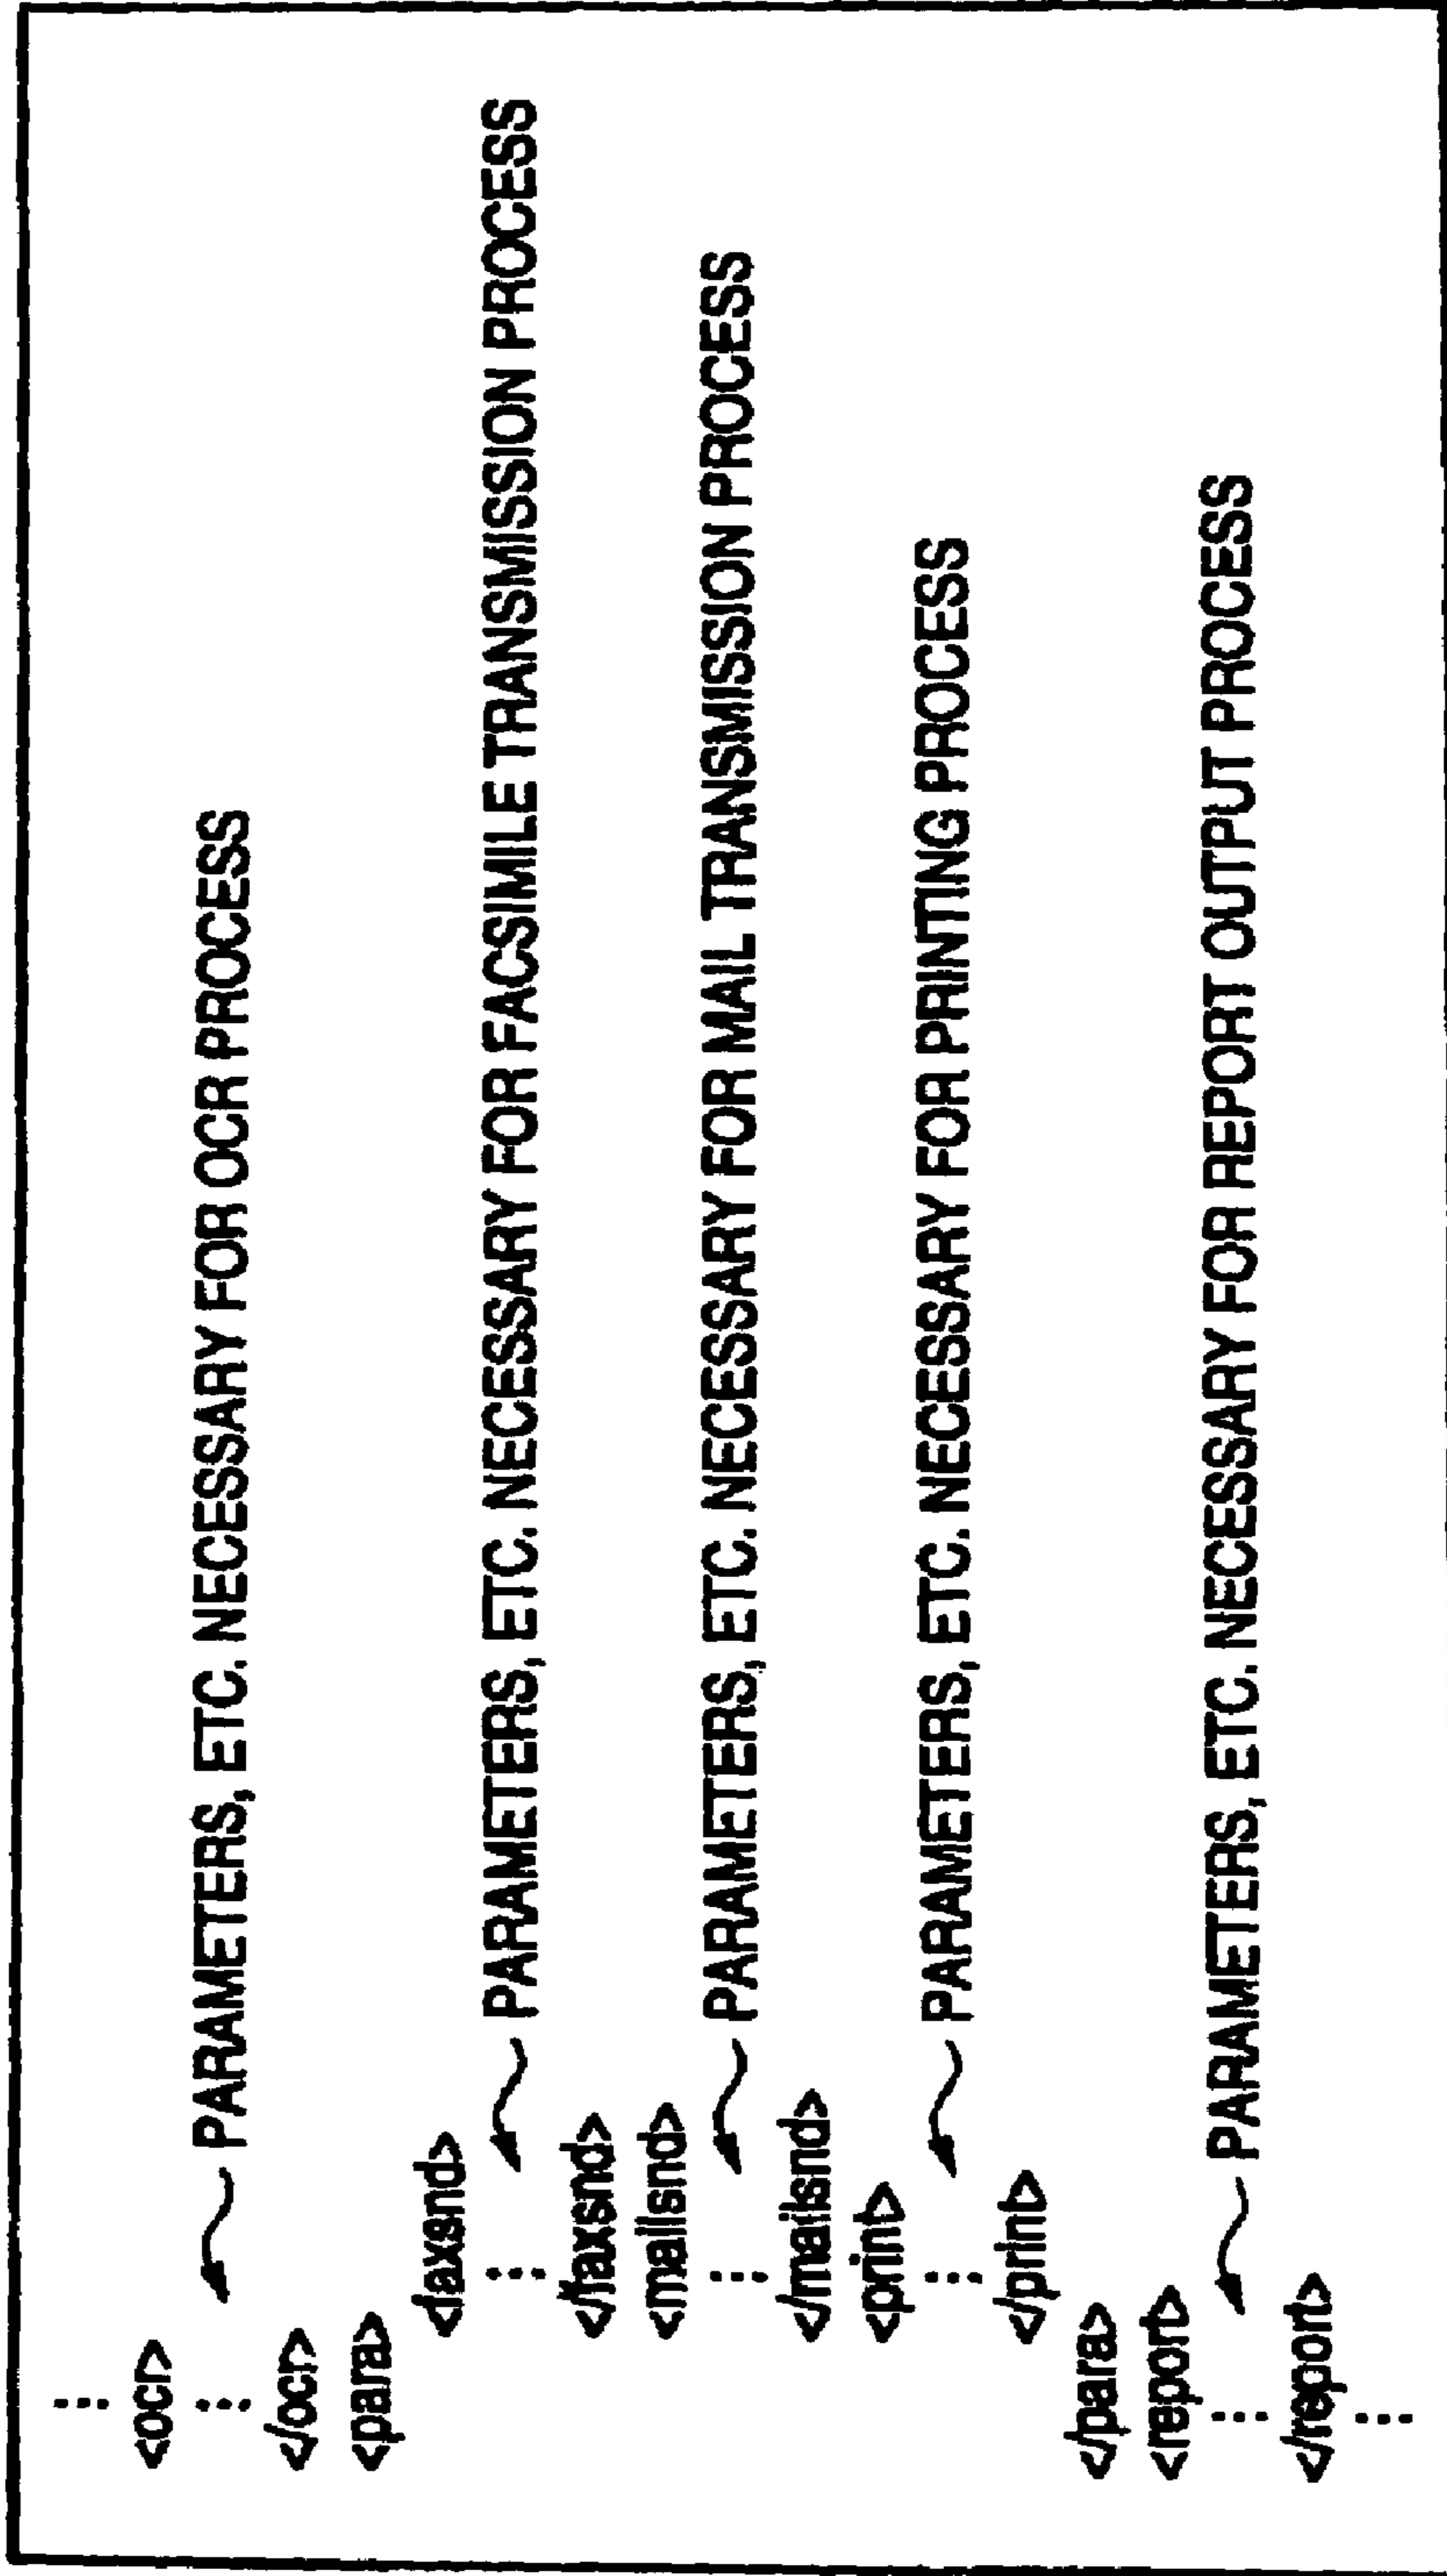 ⋮
<ocr>
⋮ PARAMETERS, ETC. NECESSARY FOR OCR PROCESS
</ocr>
<para>
<faxsnd>
⋮ PARAMETERS, ETC. NECESSARY FOR FACSIMILE TRANSMISSION PROCESS
</faxsnd>
<mailsnd>
⋮ PARAMETERS, ETC. NECESSARY FOR MAIL TRANSMISSION PROCESS
</mailsnd>
<print>
⋮ PARAMETERS, ETC. NECESSARY FOR PRINTING PROCESS
</print>
</para>
<report>
⋮ PARAMETERS, ETC. NECESSARY FOR REPORT OUTPUT PROCESS
</report>
⋮